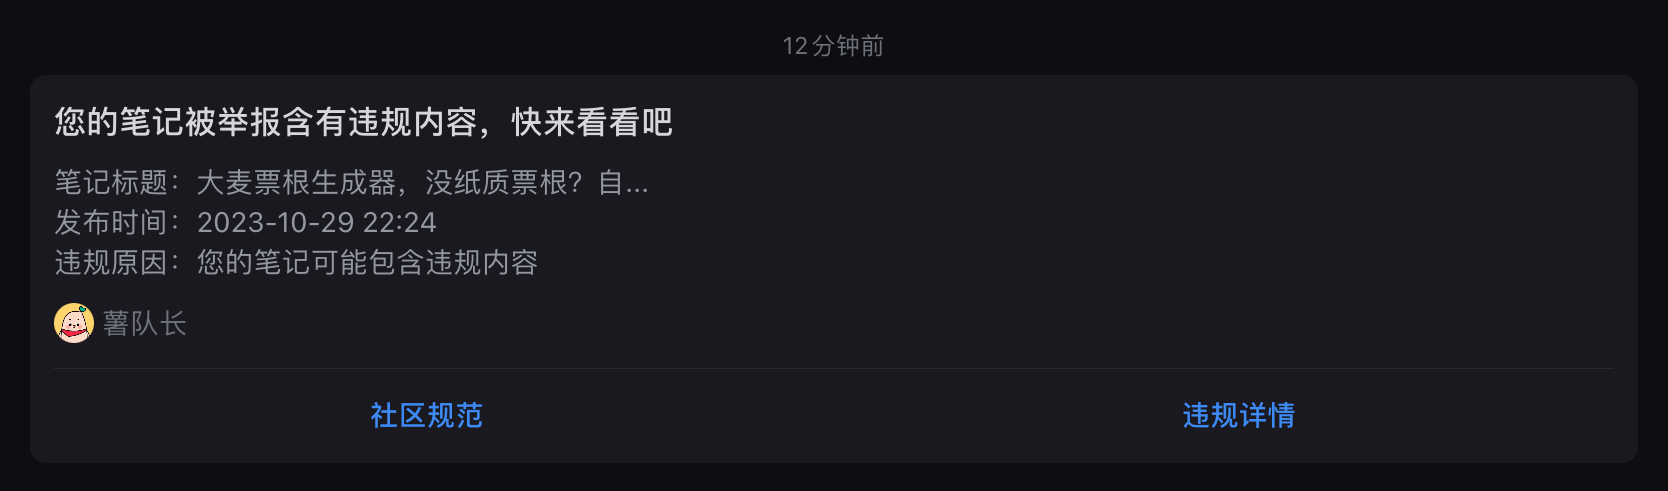 12分钟前
您的笔记被举报含有违规内容，快来看看吧
笔记标题：大麦票根生成器，没纸质票根？自...
发布时间：2023-10-29 22:24
违规原因：您的笔记可能包含违规内容
薯队长
社区规范
违规详情